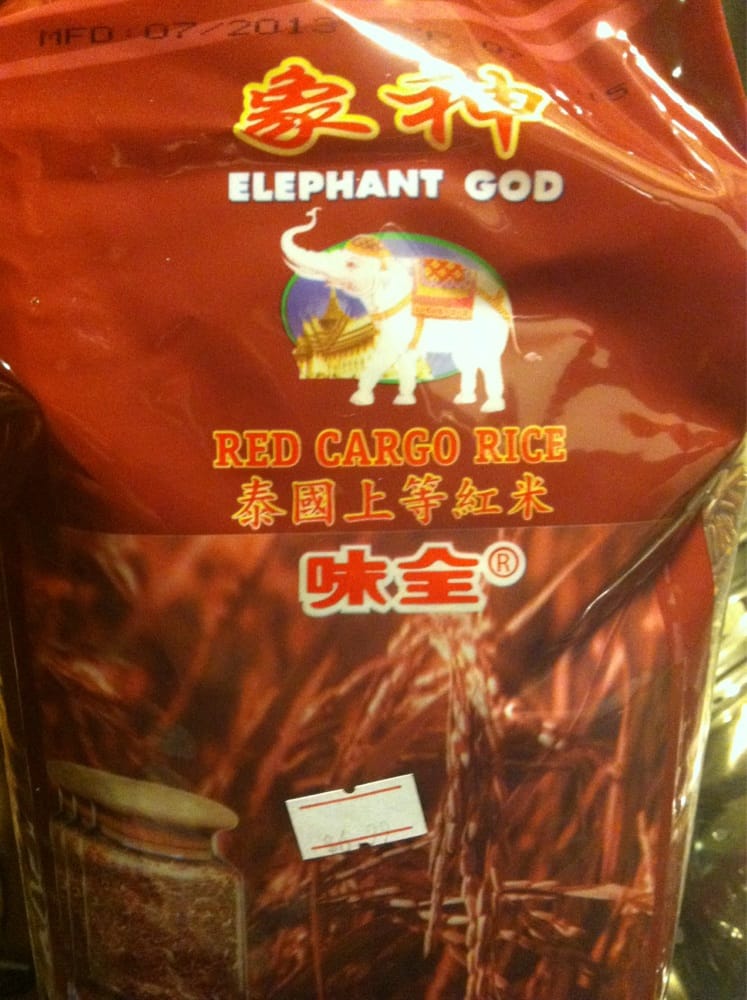 MFD: 07/2013
象神
ELEPHANT GOD
RED CARGO RICE
泰國上等紅米
味全®